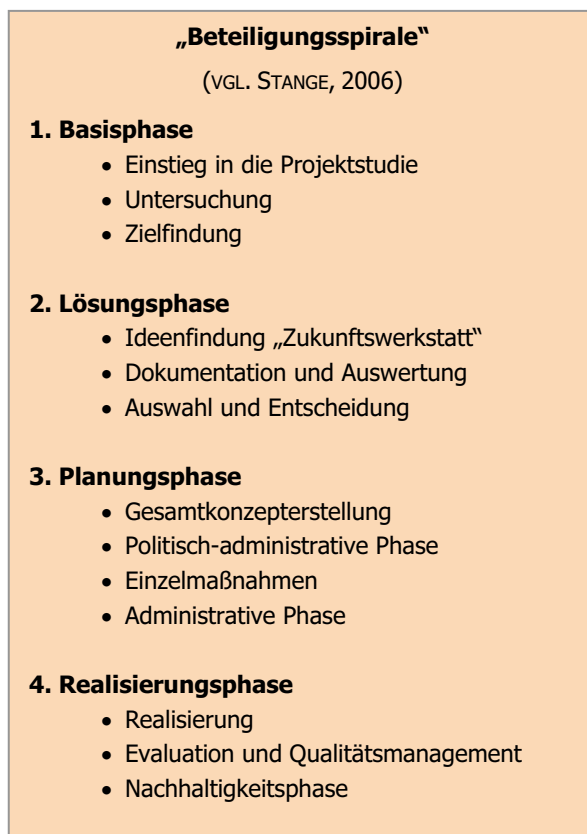 „Beteiligungsspirale“
(VGL. STANGE, 2006)
1. Basisphase
• Einstieg in die Projektstudie
• Untersuchung
• Zielfindung
2. Lösungsphase
• Ideenfindung „Zukunftswerkstatt“
• Dokumentation und Auswertung
• Auswahl und Entscheidung
3. Planungsphase
• Gesamtkonzepterstellung
• Politisch-administrative Phase
• Einzelmaßnahmen
• Administrative Phase
4. Realisierungsphase
• Realisierung
• Evaluation und Qualitätsmanagement
• Nachhaltigkeitsphase